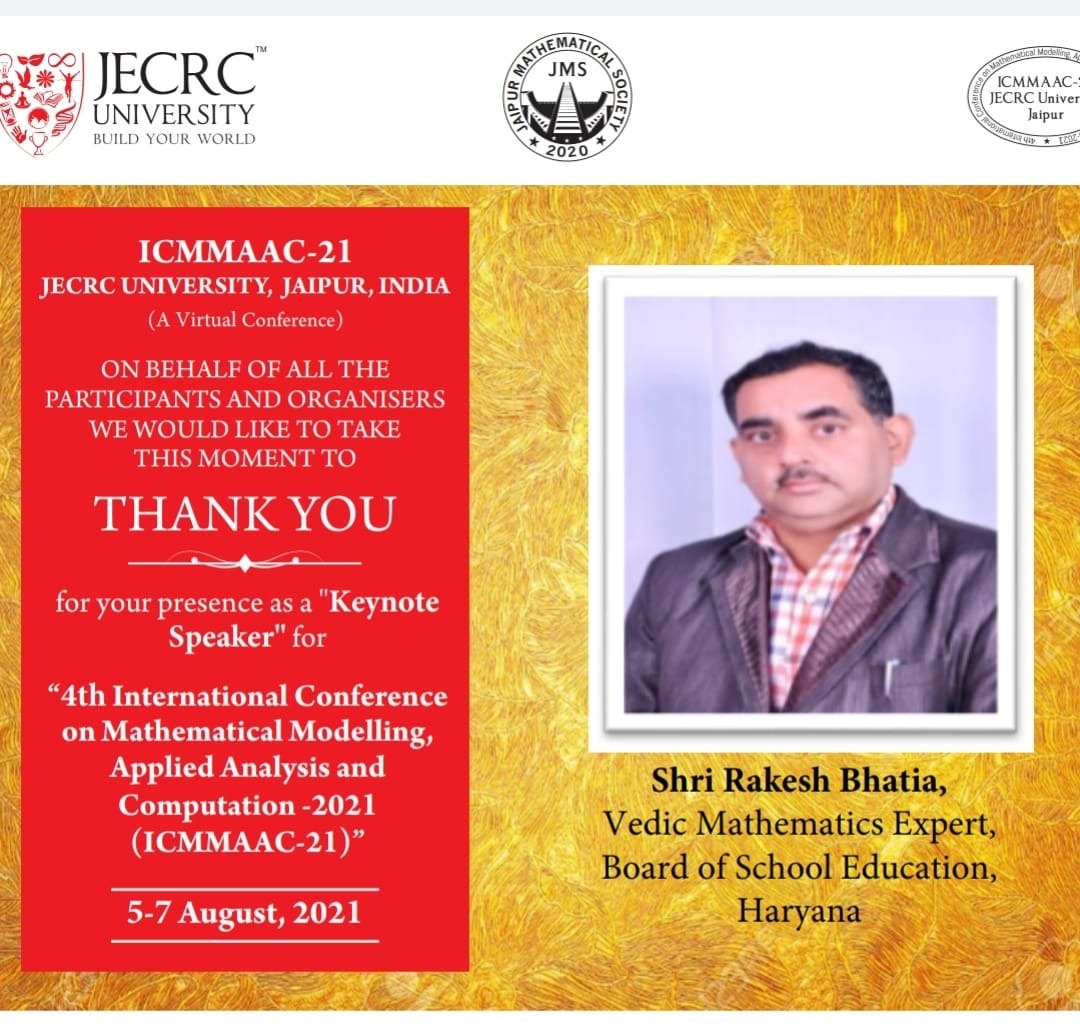 JECRC™
UNIVERSITY
BUILD YOUR WORLD
JAIPUR MATHEMATICAL SOCIETY
JMS
★ 2020 ★
ICMMAAC-
JECRC Univer
Jaipur
4th International Conference on Mathematical Modelling, Ap
2021
ICMMAAC-21
JECRC UNIVERSITY, JAIPUR, INDIA
(A Virtual Conference)
ON BEHALF OF ALL THE
PARTICIPANTS AND ORGANISERS
WE WOULD LIKE TO TAKE
THIS MOMENT TO
THANK YOU
for your presence as a "Keynote
Speaker" for
“4th International Conference
on Mathematical Modelling,
Applied Analysis and
Computation -2021
(ICMMAAC-21)”
5-7 August, 2021
Shri Rakesh Bhatia,
Vedic Mathematics Expert,
Board of School Education,
Haryana